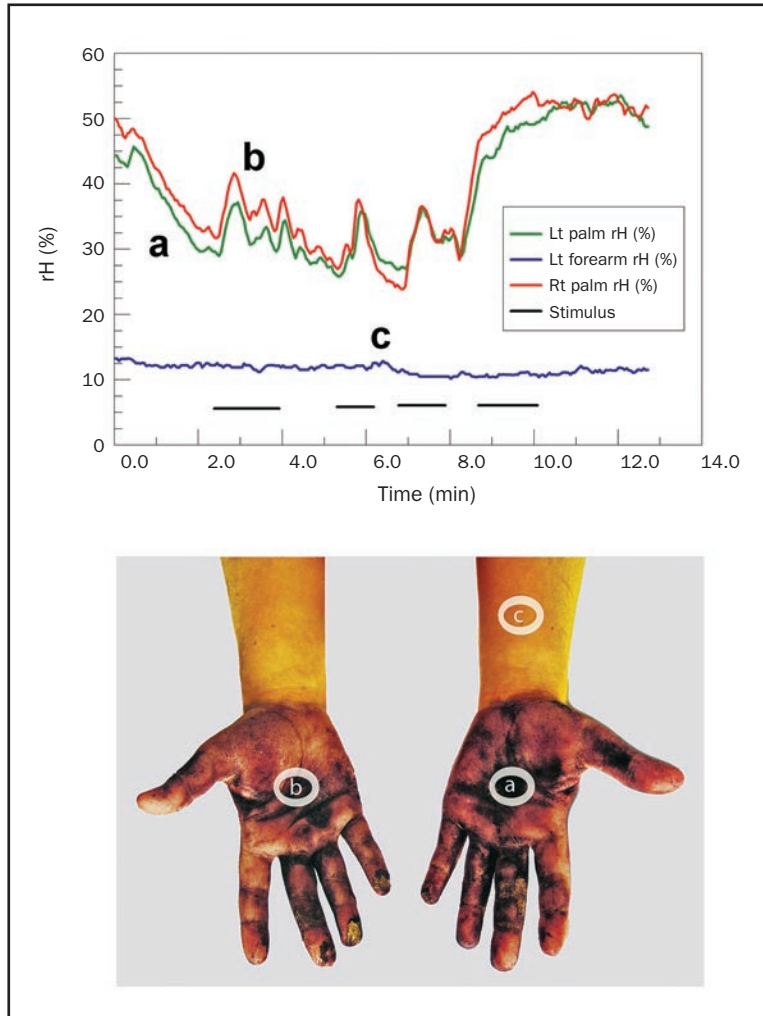 60
50
40
30
20
10
0
rH (%)
a
b
c
Lt palm rH (%)
Lt forearm rH (%)
Rt palm rH (%)
Stimulus
0.0 2.0 4.0 6.0 8.0 10.0 12.0 14.0
Time (min)
c
b a